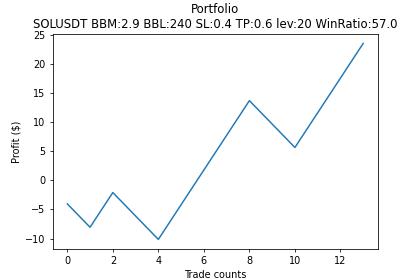 Portfolio
SOLUSDT BBM:2.9 BBL:240 SL:0.4 TP:0.6 lev:20 WinRatio:57.0
25
20
15
10
5
0
−5
−10
Profit ($)
0 2 4 6 8 10 12
Trade counts